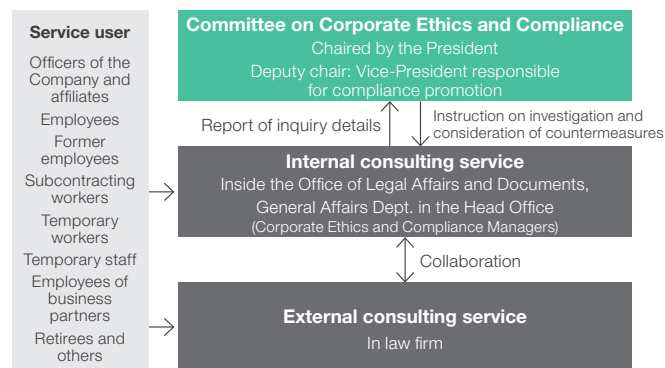 Service user
Officers of the
Company and
affiliates
Employees
Former
employees
Subcontracting
workers
Temporary
workers
Temporary staff
Employees of
business
partners
Retirees and
others
Committee on Corporate Ethics and Compliance
Chaired by the President
Deputy chair: Vice-President responsible
for compliance promotion
Report of inquiry details
Instruction on investigation and
consideration of countermeasures
Internal consulting service
Inside the Office of Legal Affairs and Documents,
General Affairs Dept. in the Head Office
(Corporate Ethics and Compliance Managers)
Collaboration
External consulting service
In law firm